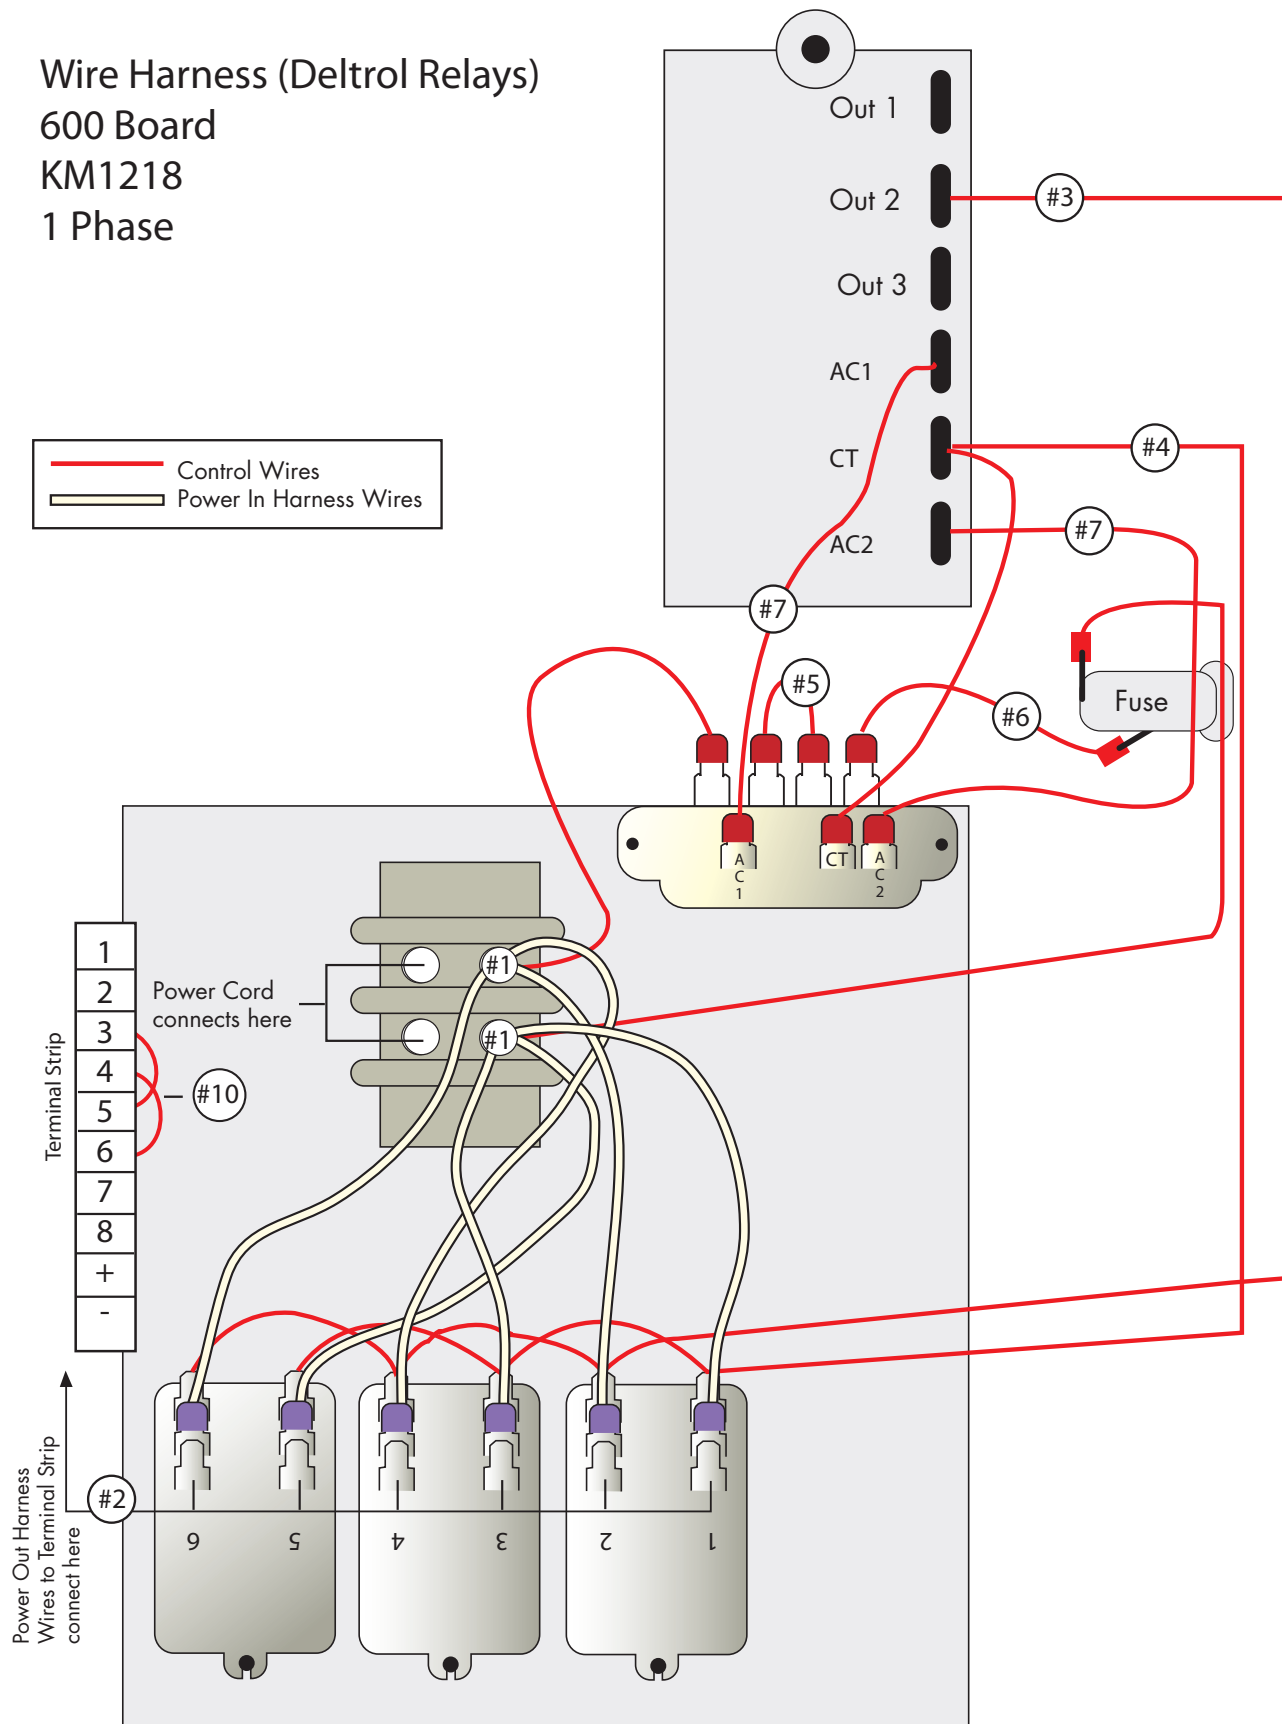 Wire Harness (Deltrol Relays)
600 Board
KM1218
1 Phase
Out 1
Out 2
#3
Out 3
AC1
CT
#4
AC2
#7
Control Wires
Power In Harness Wires
#7
#5
#6
Fuse
AC1
CT
AC2
Terminal Strip
1
2
3
4
5
6
7
8
+
-
#10
Power Cord
connects here
#1
#1
#2
Power Out Harness
Wires to Terminal Strip
connect here
6
5
4
3
2
1